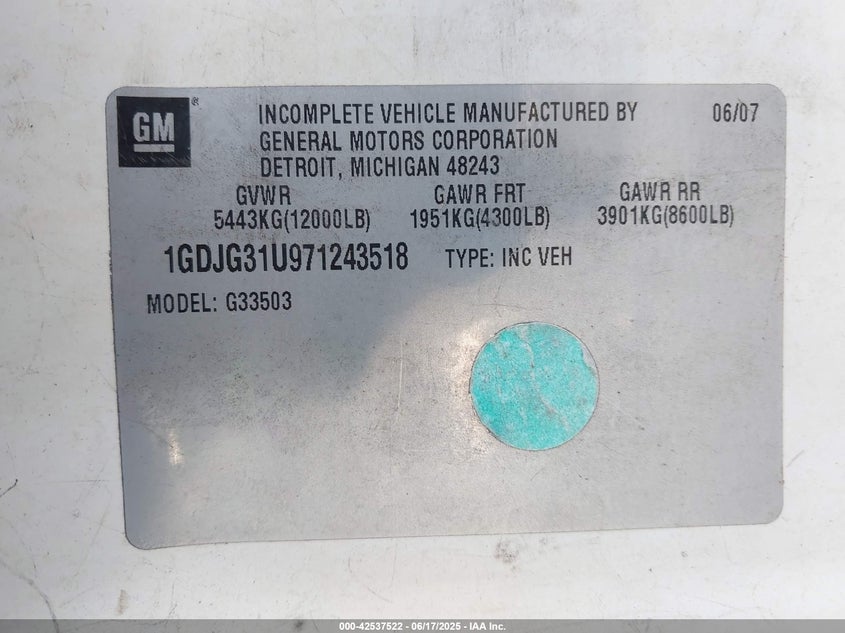 GM ®
INCOMPLETE VEHICLE MANUFACTURED BY 06/07
GENERAL MOTORS CORPORATION
DETROIT, MICHIGAN 48243
GVWR GAWR FRT GAWR RR
5443KG(12000LB) 1951KG(4300LB) 3901KG(8600LB)
1GDJG31U971243518 TYPE: INC VEH
MODEL: G33503
000-42537522 - 06/17/2025 - IAA Inc.